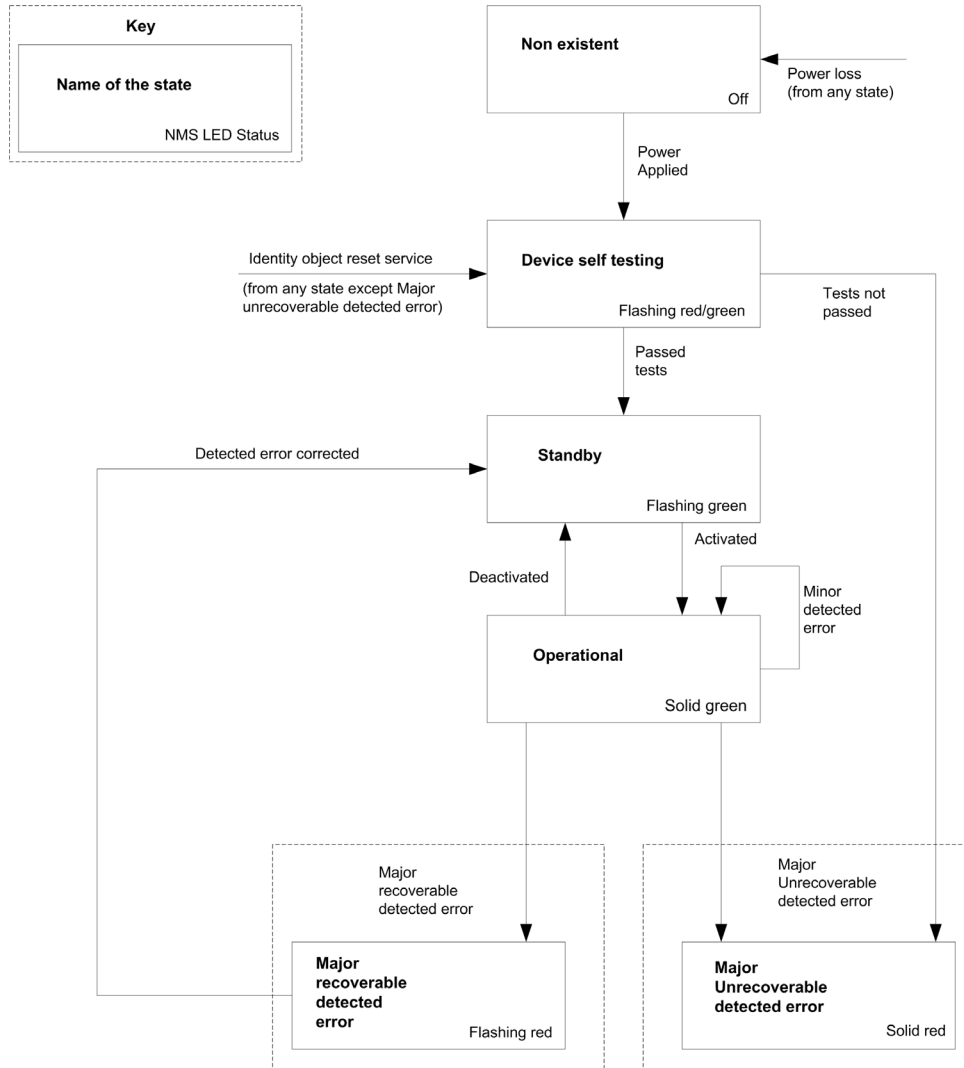 Key
Name of the state
NMS LED Status
Non existent
Off
Power loss
(from any state)
Power
Applied
Identity object reset service
(from any state except Major
unrecoverable detected error)
Device self testing
Flashing red/green
Tests not
passed
Passed
tests
Detected error corrected
Standby
Flashing green
Activated
Deactivated
Minor
detected
error
Operational
Solid green
Major
recoverable
detected error
Major
Unrecoverable
detected error
Major
recoverable
detected
error
Flashing red
Major
Unrecoverable
detected error
Solid red